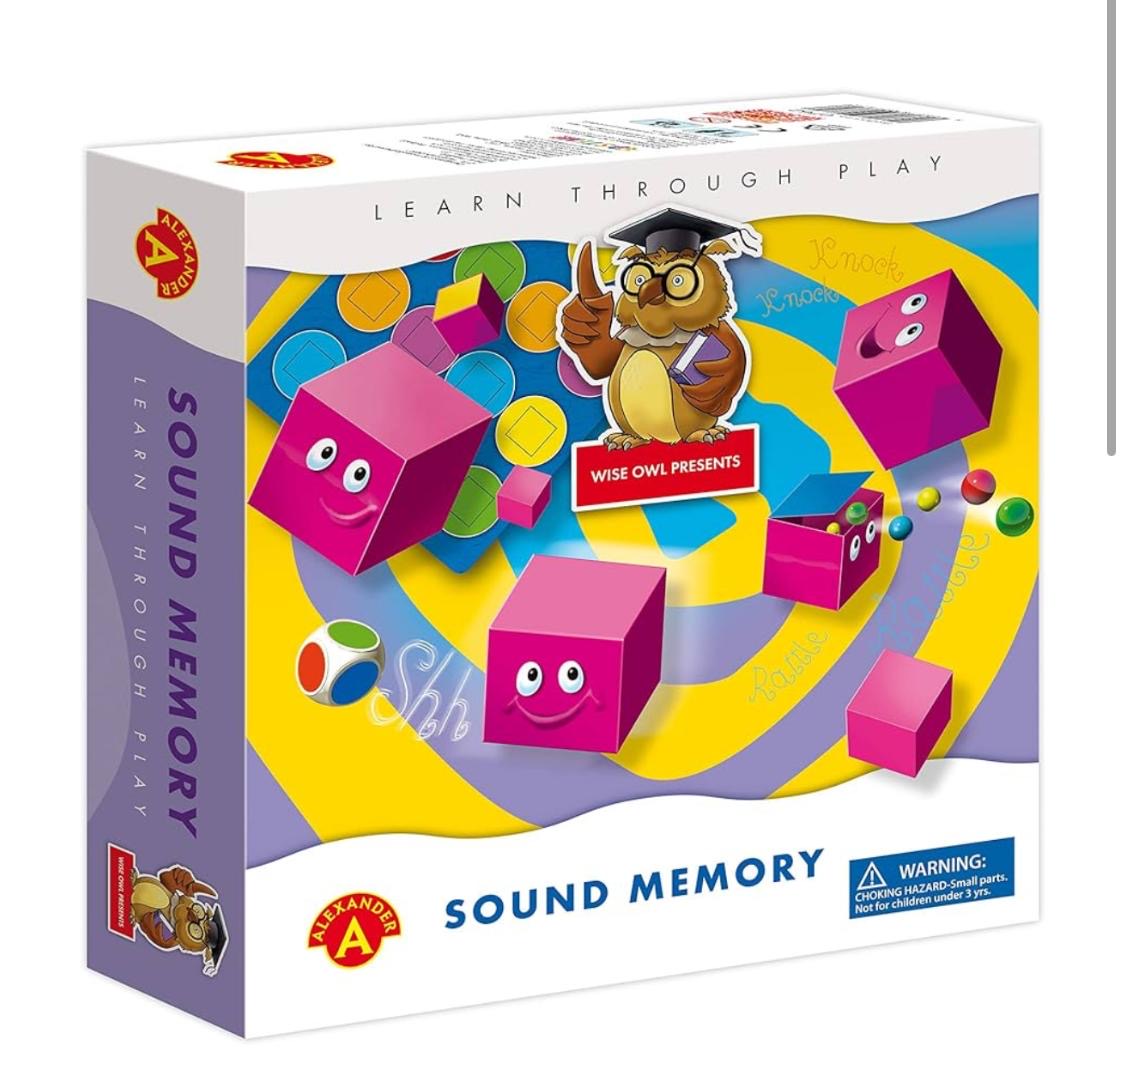 LEARN THROUGH PLAY
ALEXANDER
A
SOUND MEMORY
LEARN THROUGH PLAY
WISE OWL PRESENTS
A
Knock
Knock
WISE OWL PRESENTS
Rattle
Rattle
Shh
SOUND MEMORY
ALEXANDER
A
WARNING:
CHOKING HAZARD-Small parts.
Not for children under 3 yrs.